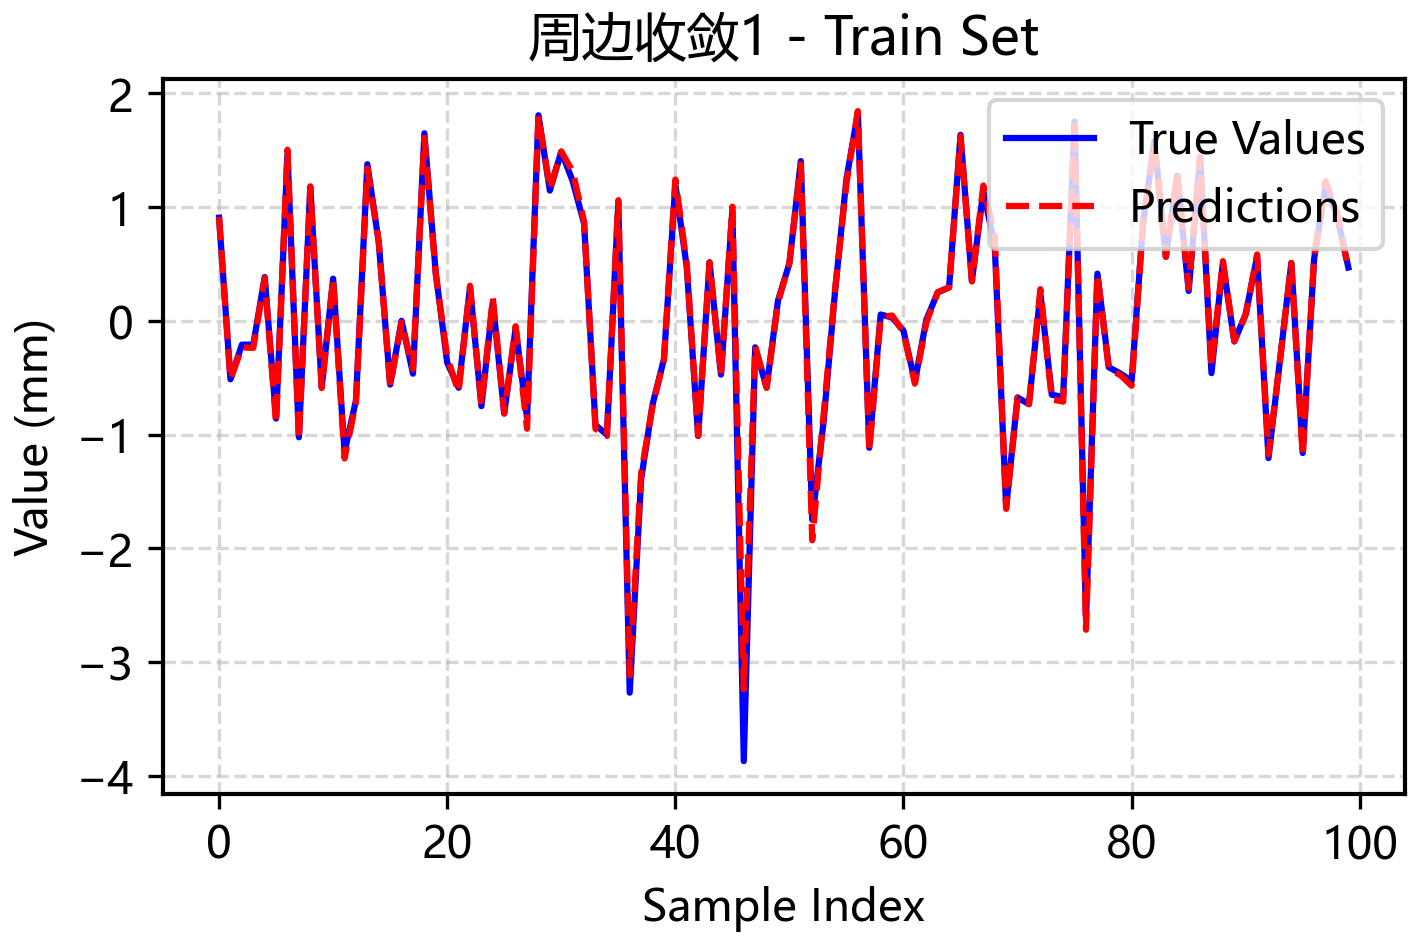 周边收敛1 - Train Set
True Values
Predictions
Value (mm)
2
1
0
−1
−2
−3
−4
0 20 40 60 80 100
Sample Index